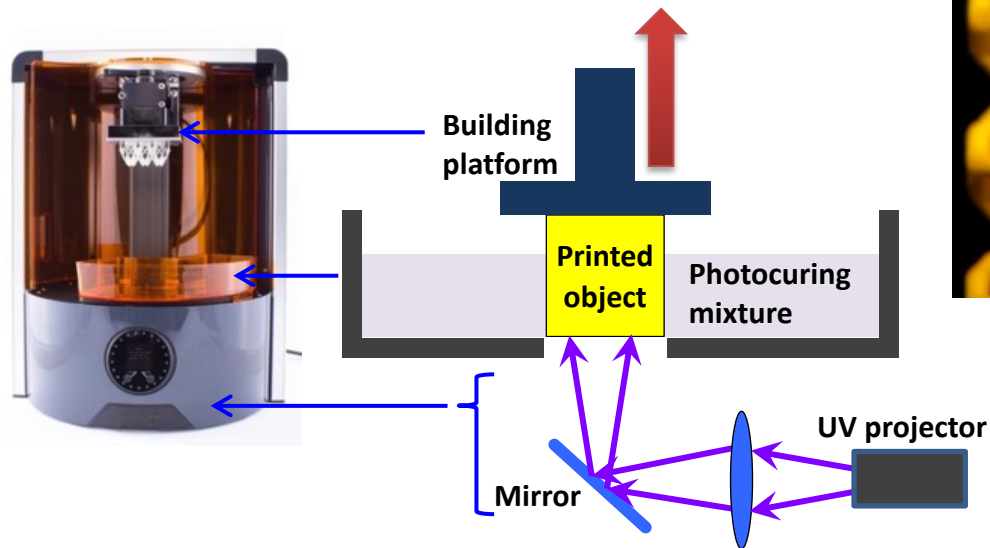 Building
platform
Printed
object
Photocuring
mixture
UV projector
Mirror